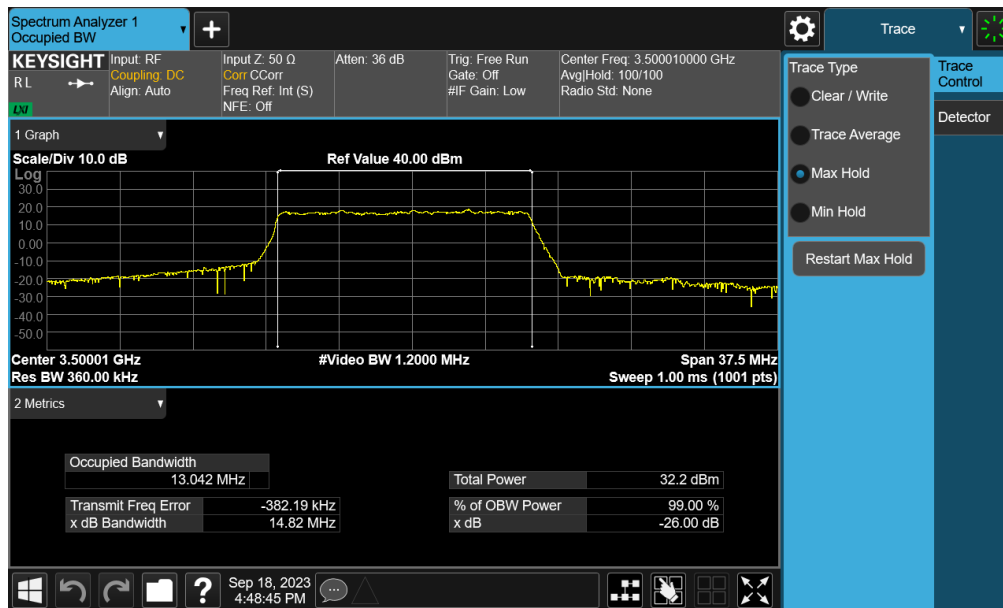 Spectrum Analyzer 1
Occupied BW
+
Trace
KEYSIGHT
R L
LXI
Input: RF
Coupling: DC
Align: Auto
Input Z: 50 Ω
Corr CCorr
Freq Ref: Int (S)
NFE: Off
Atten: 36 dB
Trig: Free Run
Gate: Off
#IF Gain: Low
Center Freq: 3.500010000 GHz
Avg|Hold: 100/100
Radio Std: None
1 Graph
Scale/Div 10.0 dB
Ref Value 40.00 dBm
Log
30.0
20.0
10.0
0.00
-10.0
-20.0
-30.0
-40.0
-50.0
Center 3.50001 GHz
#Video BW 1.2000 MHz
Span 37.5 MHz
Res BW 360.00 kHz
Sweep 1.00 ms (1001 pts)
2 Metrics
Occupied Bandwidth
13.042 MHz
Total Power 32.2 dBm
Transmit Freq Error -382.19 kHz
% of OBW Power 99.00 %
x dB Bandwidth 14.82 MHz
x dB -26.00 dB
Trace Type
Clear / Write
Trace Average
Max Hold
Min Hold
Restart Max Hold
Trace
Control
Detector
?
Sep 18, 2023
4:48:45 PM